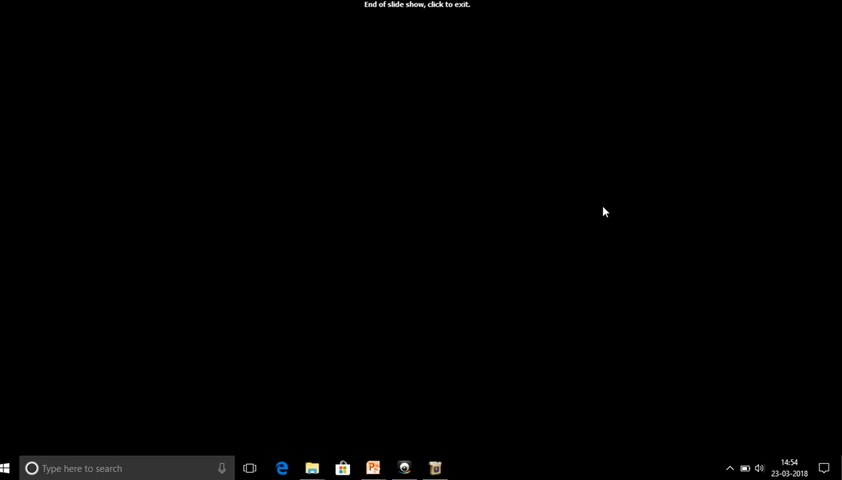 End of slide show, click to exit.
Type here to search
14:54
23-03-2018